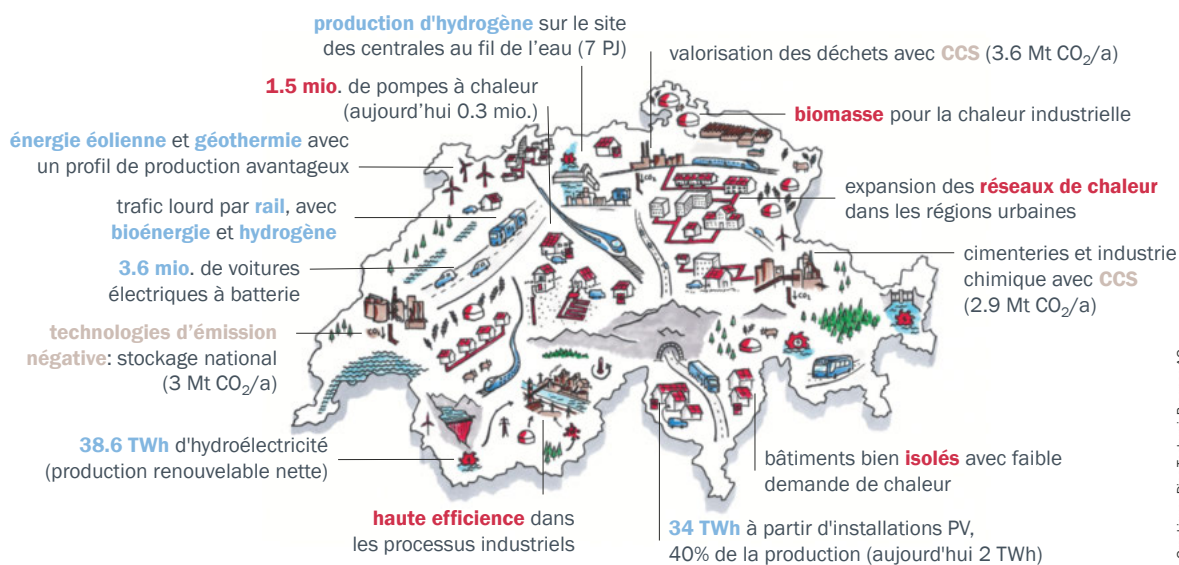 production d'hydrogène sur le site
des centrales au fil de l'eau (7 PJ)
valorisation des déchets avec CCS (3.6 Mt CO₂/a)
1.5 mio. de pompes à chaleur
(aujourd'hui 0.3 mio.)
biomasse pour la chaleur industrielle
énergie éolienne et géothermie avec
un profil de production avantageux
expansion des réseaux de chaleur
dans les régions urbaines
trafic lourd par rail, avec
bioénergie et hydrogène
cimenteries et industrie
chimique avec CCS
(2.9 Mt CO₂/a)
3.6 mio. de voitures
électriques à batterie
technologies d'émission
négative: stockage national
(3 Mt CO₂/a)
38.6 TWh d'hydroélectricité
(production renouvelable nette)
bâtiments bien isolés avec faible
demande de chaleur
haute efficience dans
les processus industriels
34 TWh à partir d'installations PV,
40% de la production (aujourd'hui 2 TWh)
CO₂
CO₂
CO₂